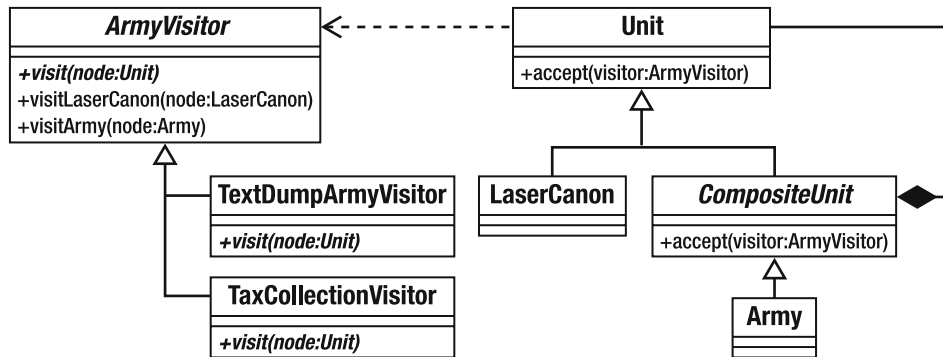 ArmyVisitor
+visit(node:Unit)
+visitLaserCanon(node:LaserCanon)
+visitArmy(node:Army)
Unit
+accept(visitor:ArmyVisitor)
TextDumpArmyVisitor
+visit(node:Unit)
LaserCanon
CompositeUnit
+accept(visitor:ArmyVisitor)
TaxCollectionVisitor
+visit(node:Unit)
Army